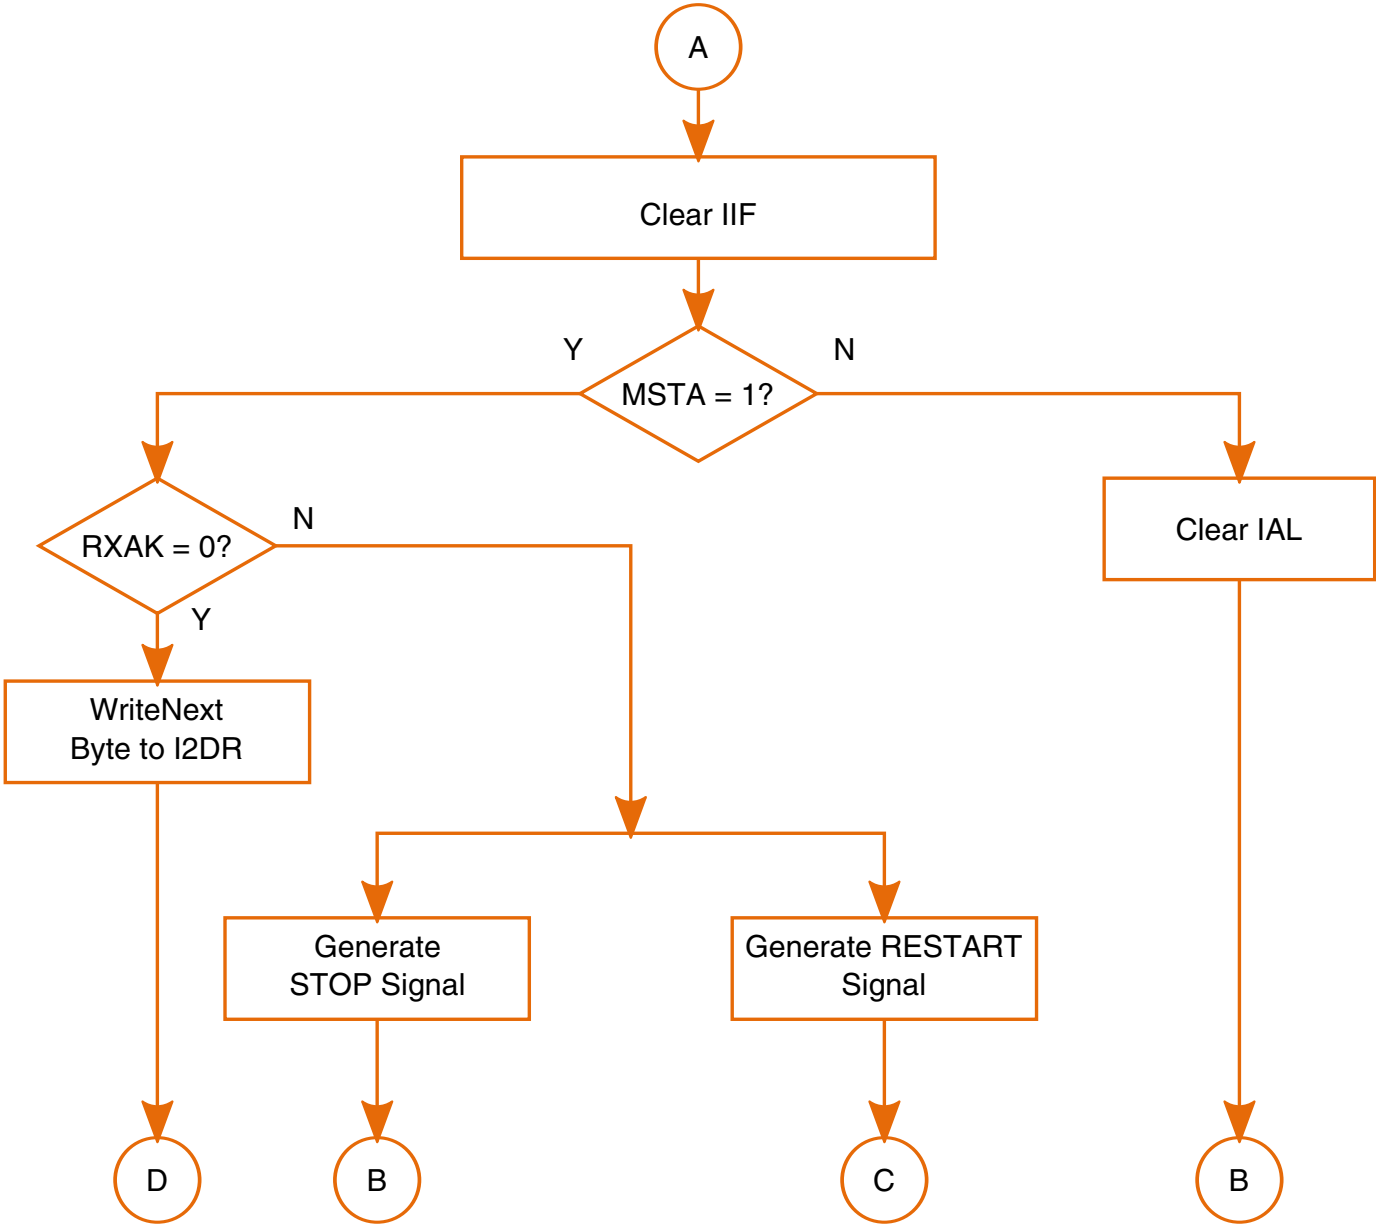 A
Clear IIF
Y
N
MSTA = 1?
N
RXAK = 0?
Clear IAL
Y
WriteNext
Byte to I2DR
Generate
STOP Signal
Generate RESTART
Signal
D
B
C
B